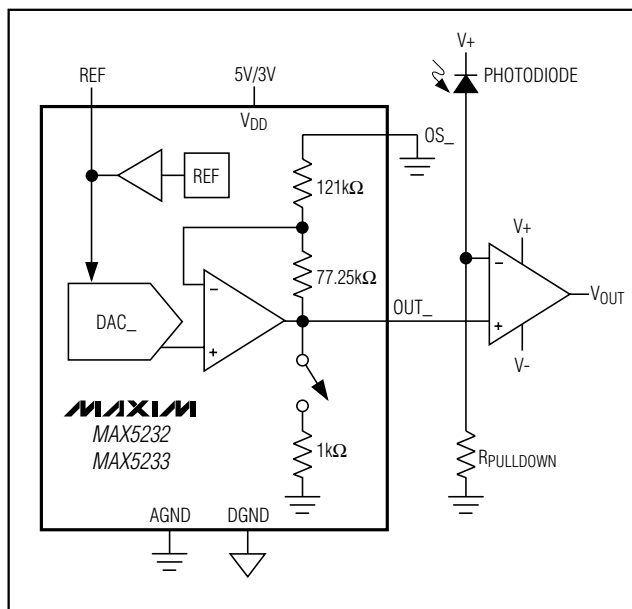 REF
5V/3V
V+
PHOTODIODE
VDD
OS_
REF
121kΩ
77.25kΩ
V+
DAC_
−
+
OUT_
−
+
VOUT
V-
MAXIM
MAX5232
MAX5233
1kΩ
RPULLDOWN
AGND
DGND